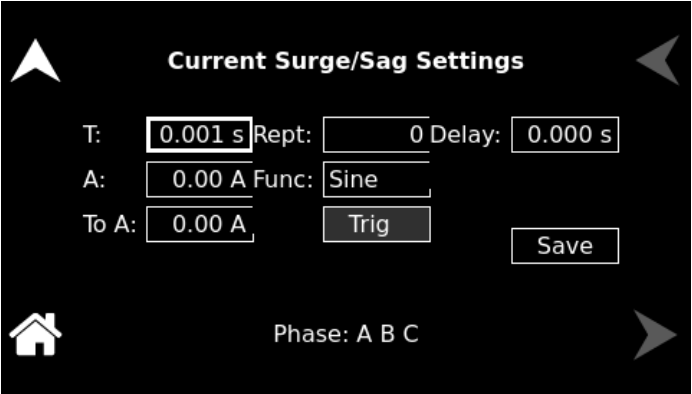 Current Surge/Sag Settings
T: 0.001 s Rept: 0 Delay: 0.000 s
A: 0.00 A Func: Sine
To A: 0.00 A Trig
Save
Phase: A B C